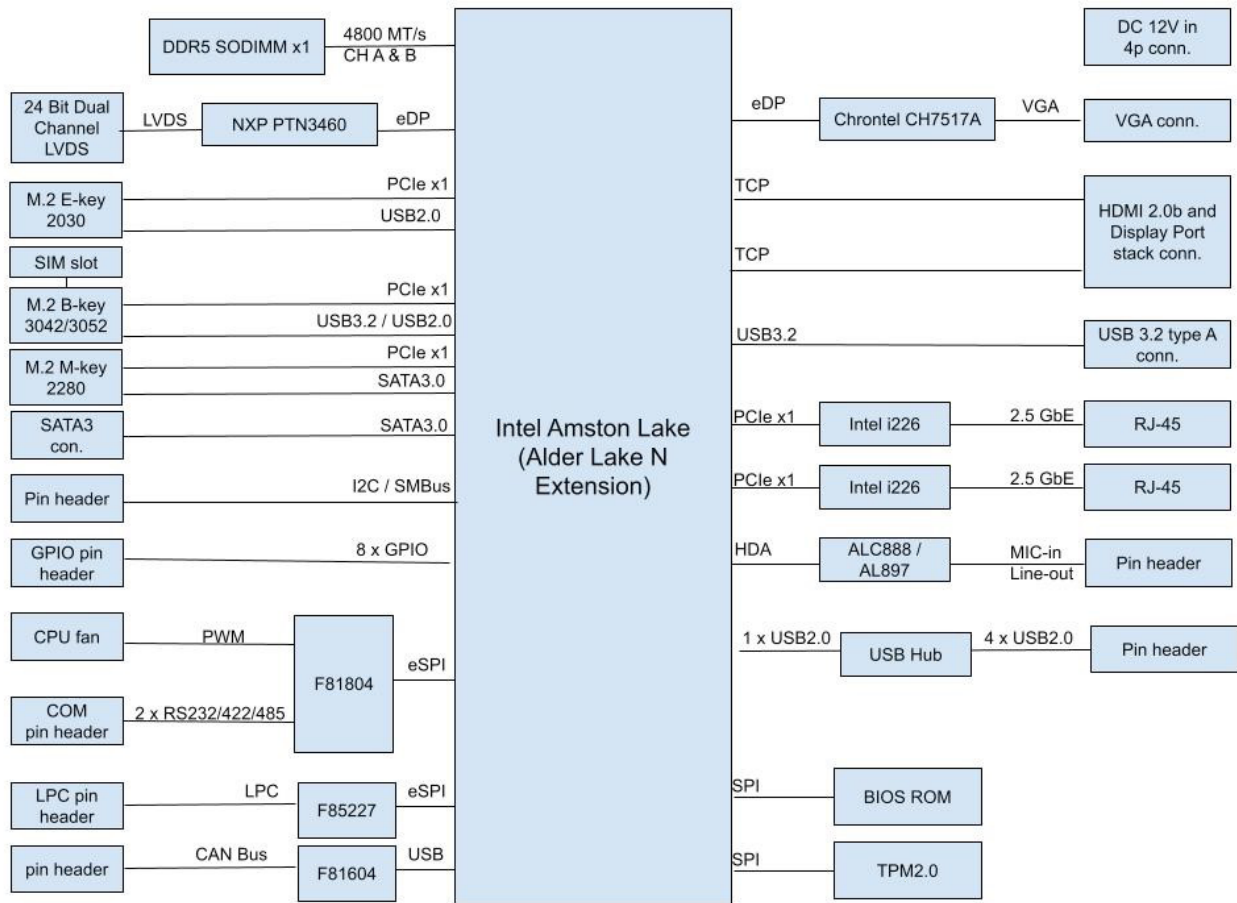 DDR5 SODIMM x1
4800 MT/s
CH A & B
24 Bit Dual
Channel
LVDS
LVDS
NXP PTN3460
eDP
M.2 E-key
2030
PCIe x1
USB2.0
SIM slot
M.2 B-key
3042/3052
PCIe x1
USB3.2 / USB2.0
M.2 M-key
2280
PCIe x1
SATA3.0
SATA3
con.
SATA3.0
Pin header
I2C / SMBus
GPIO pin
header
8 x GPIO
CPU fan
PWM
F81804
eSPI
COM
pin header
2 x RS232/422/485
LPC pin
header
LPC
F85227
eSPI
pin header
CAN Bus
F81604
USB
Intel Amston Lake
(Alder Lake N
Extension)
DC 12V in
4p conn.
eDP
Chrontel CH7517A
VGA
VGA conn.
TCP
TCP
HDMI 2.0b and
Display Port
stack conn.
USB3.2
USB 3.2 type A
conn.
PCIe x1
Intel i226
2.5 GbE
RJ-45
PCIe x1
Intel i226
2.5 GbE
RJ-45
HDA
ALC888 /
AL897
MIC-in
Line-out
Pin header
1 x USB2.0
USB Hub
4 x USB2.0
Pin header
SPI
BIOS ROM
SPI
TPM2.0